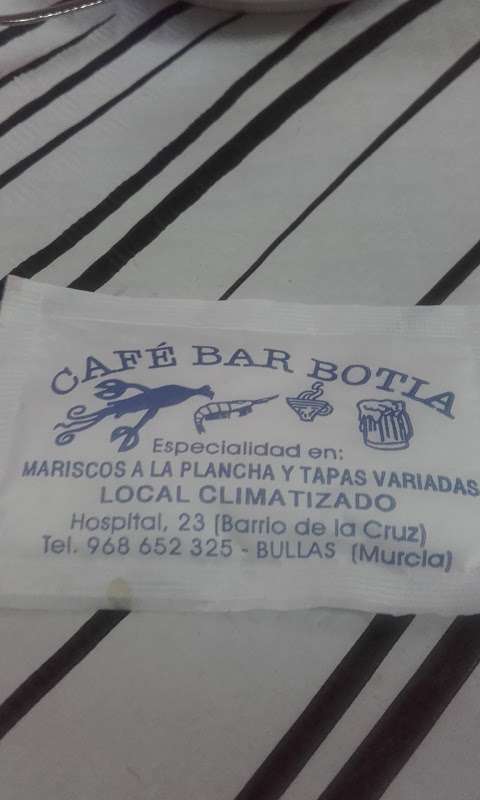 CAFÉ BAR BOTIA
Especialidad en:
MARISCOS A LA PLANCHA Y TAPAS VARIADAS
LOCAL CLIMATIZADO
Hospital, 23 (Barrio de la Cruz)
Tel. 968 652 325 - BULLAS (Murcia)